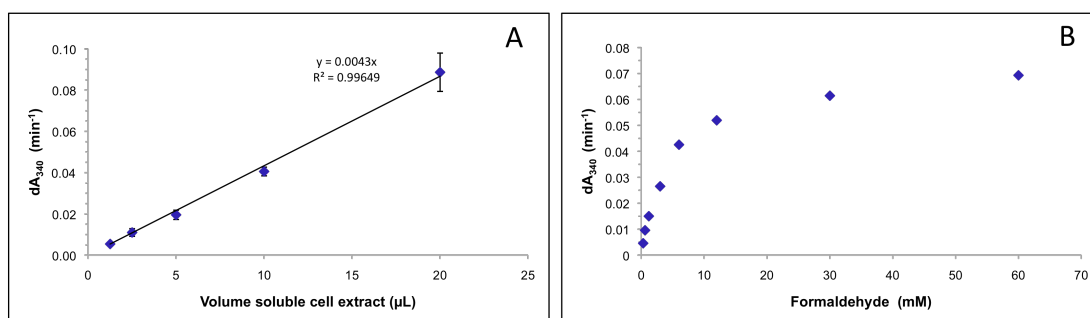 A
y = 0.0043x
R² = 0.99649
dA₃₄₀ (min⁻¹)
0.10
0.08
0.06
0.04
0.02
0.00
0 5 10 15 20 25
Volume soluble cell extract (µL)
B
dA₃₄₀ (min⁻¹)
0.08
0.07
0.06
0.05
0.04
0.03
0.02
0.01
0
0 10 20 30 40 50 60 70
Formaldehyde (mM)